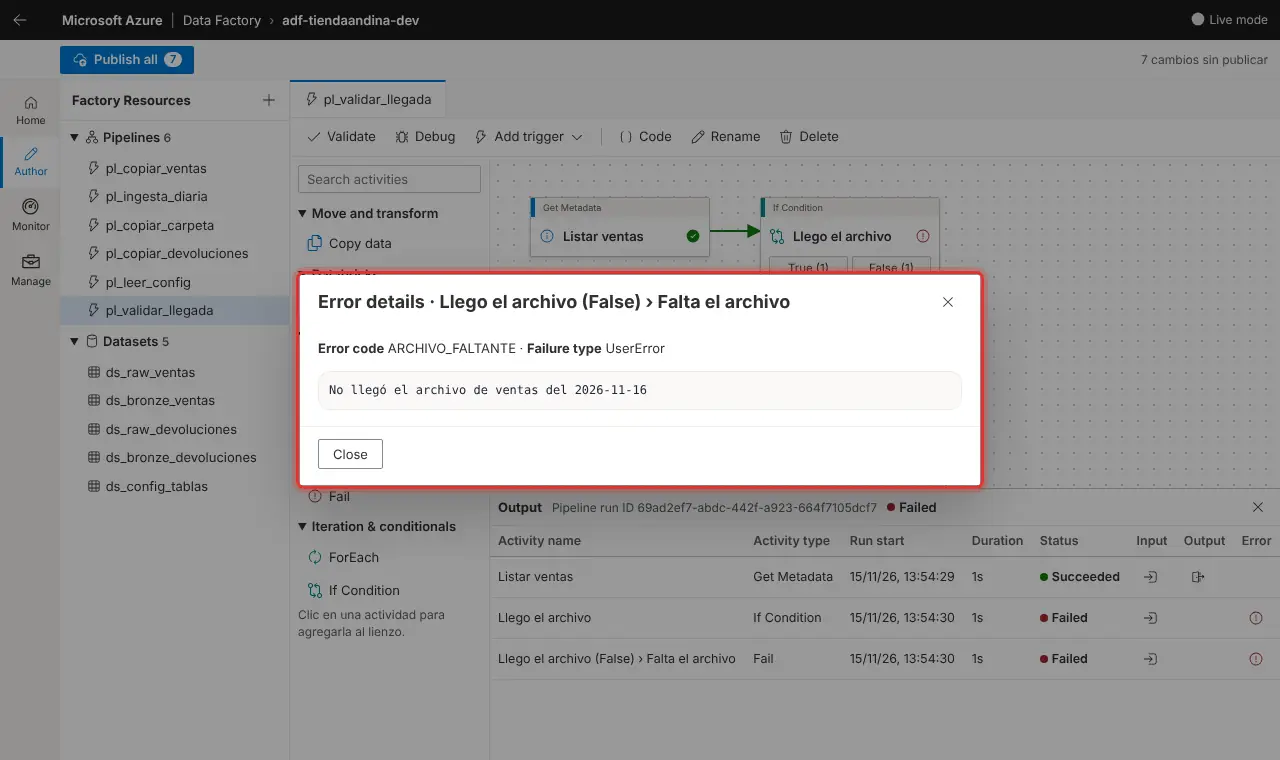 Microsoft Azure | Data Factory › adf-tiendaandina-dev
Live mode
Publish all 7
7 cambios sin publicar
Home
Author
Monitor
Manage
Factory Resources
Pipelines 6
pl_copiar_ventas
pl_ingesta_diaria
pl_copiar_carpeta
pl_copiar_devoluciones
pl_leer_config
pl_validar_llegada
Datasets 5
ds_raw_ventas
ds_bronze_ventas
ds_raw_devoluciones
ds_bronze_devoluciones
ds_config_tablas
pl_validar_llegada
Validate Debug Add trigger Code Rename Delete
Search activities
Move and transform
Copy data
Get Metadata
Listar ventas
If Condition
Llego el archivo
True (1) False (1)
Error details · Llego el archivo (False) › Falta el archivo
Error code ARCHIVO_FALTANTE · Failure type UserError
No llegó el archivo de ventas del 2026-11-16
Close
Fail
Iteration & conditionals
ForEach
If Condition
Clic en una actividad para
agregarla al lienzo.
Output Pipeline run ID 69ad2ef7-abdc-442f-a923-664f7105dcf7 Failed
Activity name Activity type Run start Duration Status Input Output Error
Listar ventas Get Metadata 15/11/26, 13:54:29 1s Succeeded
Llego el archivo If Condition 15/11/26, 13:54:30 1s Failed
Llego el archivo (False) › Falta el archivo Fail 15/11/26, 13:54:30 1s Failed